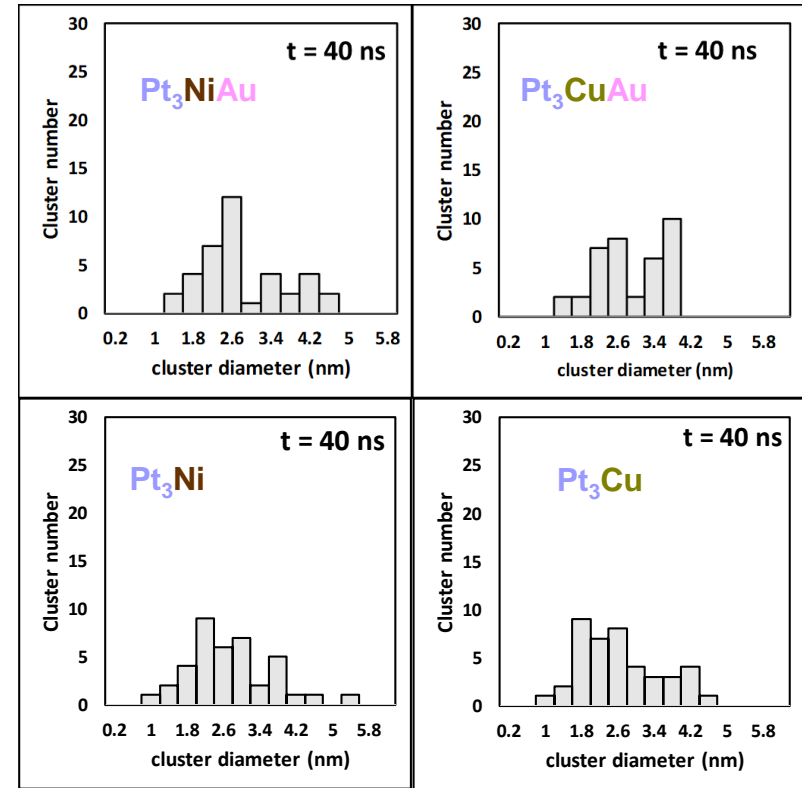 t = 40 ns
Pt₃NiAu
Cluster number
30
25
20
15
10
5
0
0.2 1 1.8 2.6 3.4 4.2 5 5.8
cluster diameter (nm)
t = 40 ns
Pt₃CuAu
Cluster number
30
25
20
15
10
5
0
0.2 1 1.8 2.6 3.4 4.2 5 5.8
cluster diameter (nm)
t = 40 ns
Pt₃Ni
Cluster number
30
25
20
15
10
5
0
0.2 1 1.8 2.6 3.4 4.2 5 5.8
cluster diameter (nm)
t = 40 ns
Pt₃Cu
Cluster number
30
25
20
15
10
5
0
0.2 1 1.8 2.6 3.4 4.2 5 5.8
cluster diameter (nm)